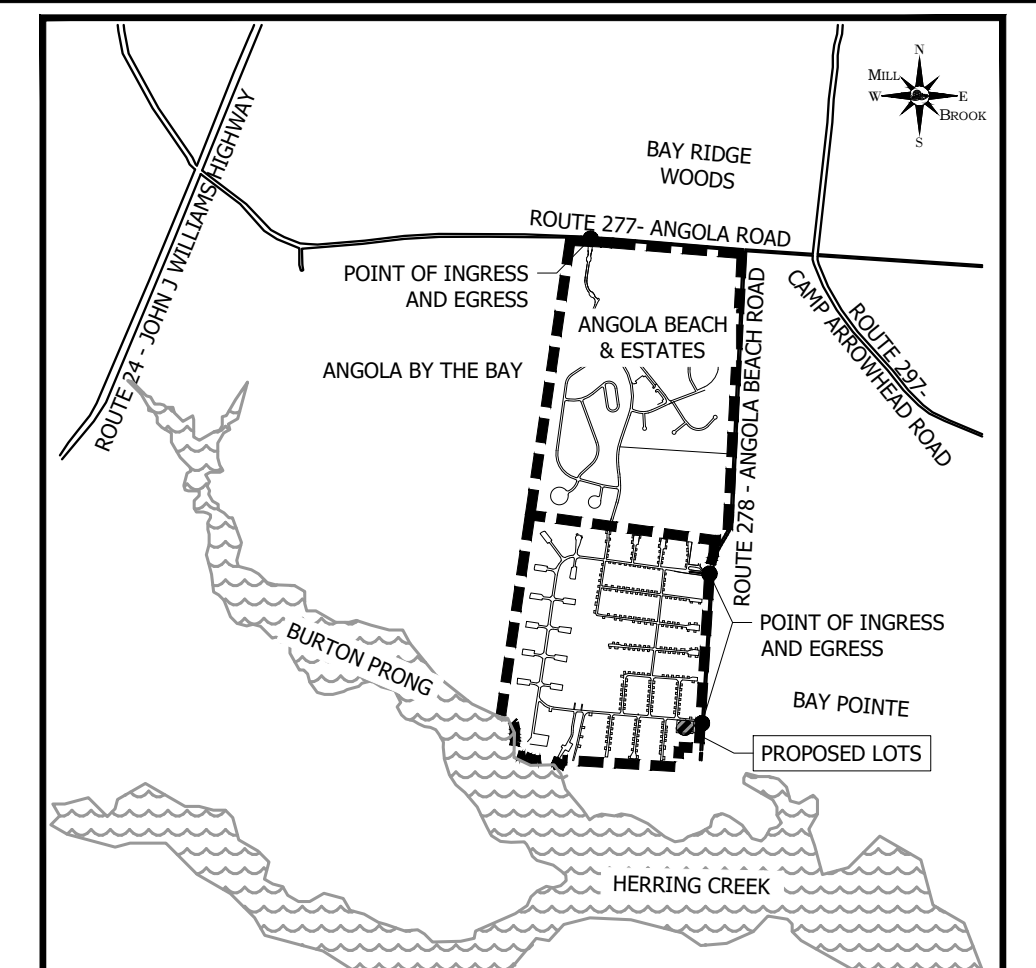 N
MILL
W
E
BROOK
S
BAY RIDGE
WOODS
ROUTE 24 - JOHN J WILLIAMS HIGHWAY
ROUTE 277- ANGOLA ROAD
POINT OF INGRESS
AND EGRESS
ANGOLA BEACH
& ESTATES
ROUTE 278 - ANGOLA BEACH ROAD
ROUTE 297-
CAMP ARROWHEAD ROAD
ANGOLA BY THE BAY
BURTON PRONG
POINT OF INGRESS
AND EGRESS
BAY POINTE
PROPOSED LOTS
HERRING CREEK